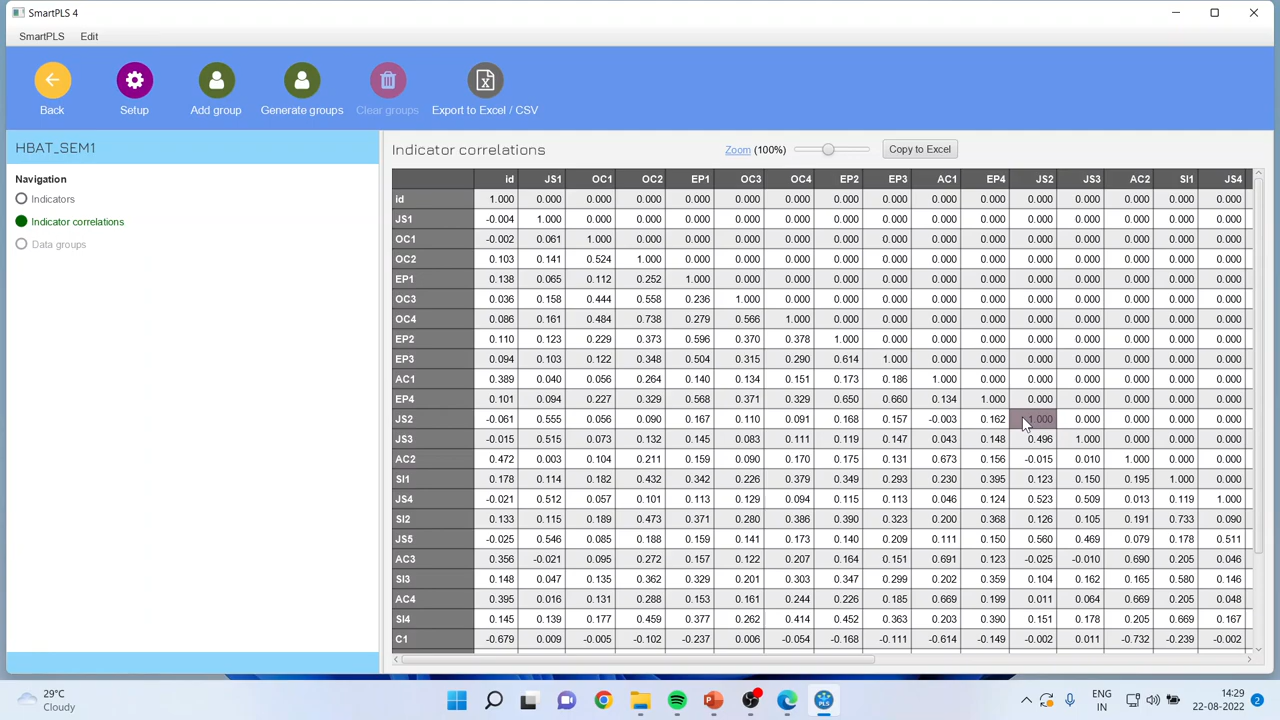 SmartPLS 4
SmartPLS Edit
Back Setup Add group Generate groups Clear groups Export to Excel / CSV
HBAT_SEM1
Navigation
Indicators
Indicator correlations
Data groups
Indicator correlations Zoom (100%) Copy to Excel
id JS1 OC1 OC2 EP1 OC3 OC4 EP2 EP3 AC1 EP4 JS2 JS3 AC2 SI1 JS4
id 1.000 0.000 0.000 0.000 0.000 0.000 0.000 0.000 0.000 0.000 0.000 0.000 0.000 0.000 0.000 0.000
JS1 -0.004 1.000 0.000 0.000 0.000 0.000 0.000 0.000 0.000 0.000 0.000 0.000 0.000 0.000 0.000 0.000
OC1 -0.002 0.061 1.000 0.000 0.000 0.000 0.000 0.000 0.000 0.000 0.000 0.000 0.000 0.000 0.000 0.000
OC2 0.103 0.141 0.524 1.000 0.000 0.000 0.000 0.000 0.000 0.000 0.000 0.000 0.000 0.000 0.000 0.000
EP1 0.138 0.065 0.112 0.252 1.000 0.000 0.000 0.000 0.000 0.000 0.000 0.000 0.000 0.000 0.000 0.000
OC3 0.036 0.158 0.444 0.558 0.236 1.000 0.000 0.000 0.000 0.000 0.000 0.000 0.000 0.000 0.000 0.000
OC4 0.086 0.161 0.484 0.738 0.279 0.566 1.000 0.000 0.000 0.000 0.000 0.000 0.000 0.000 0.000 0.000
EP2 0.110 0.123 0.229 0.373 0.596 0.370 0.378 1.000 0.000 0.000 0.000 0.000 0.000 0.000 0.000 0.000
EP3 0.094 0.103 0.122 0.348 0.504 0.315 0.290 0.614 1.000 0.000 0.000 0.000 0.000 0.000 0.000 0.000
AC1 0.389 0.040 0.056 0.264 0.140 0.134 0.151 0.173 0.186 1.000 0.000 0.000 0.000 0.000 0.000 0.000
EP4 0.101 0.094 0.227 0.329 0.568 0.371 0.329 0.650 0.660 0.134 1.000 0.000 0.000 0.000 0.000 0.000
JS2 -0.061 0.555 0.056 0.090 0.167 0.110 0.091 0.168 0.157 -0.003 0.162 1.000 0.000 0.000 0.000 0.000
JS3 -0.015 0.515 0.073 0.132 0.145 0.083 0.111 0.119 0.147 0.043 0.148 0.496 1.000 0.000 0.000 0.000
AC2 0.472 0.003 0.104 0.211 0.159 0.090 0.170 0.175 0.131 0.673 0.156 -0.015 0.010 1.000 0.000 0.000
SI1 0.178 0.114 0.182 0.432 0.342 0.226 0.379 0.349 0.293 0.230 0.395 0.123 0.150 0.195 1.000 0.000
JS4 -0.021 0.512 0.057 0.101 0.113 0.129 0.094 0.115 0.113 0.046 0.124 0.523 0.509 0.013 0.119 1.000
SI2 0.133 0.115 0.189 0.473 0.371 0.280 0.386 0.390 0.323 0.200 0.368 0.126 0.105 0.191 0.733 0.090
JS5 -0.025 0.546 0.085 0.188 0.159 0.141 0.173 0.140 0.209 0.111 0.150 0.560 0.469 0.079 0.178 0.511
AC3 0.356 -0.021 0.095 0.272 0.157 0.122 0.207 0.164 0.151 0.691 0.123 -0.025 -0.010 0.690 0.205 0.046
SI3 0.148 0.047 0.135 0.362 0.329 0.201 0.303 0.347 0.299 0.202 0.359 0.104 0.162 0.165 0.580 0.146
AC4 0.395 0.016 0.131 0.288 0.153 0.161 0.244 0.226 0.185 0.669 0.199 0.011 0.064 0.669 0.205 0.048
SI4 0.145 0.139 0.177 0.459 0.377 0.262 0.414 0.452 0.363 0.203 0.390 0.151 0.178 0.205 0.669 0.167
C1 -0.679 0.009 -0.005 -0.102 -0.237 0.006 -0.054 -0.168 -0.111 -0.614 -0.149 -0.002 0.011 -0.732 -0.239 -0.002
29°C
Cloudy
PLS
ENG
IN
14:29
22-08-2022
2